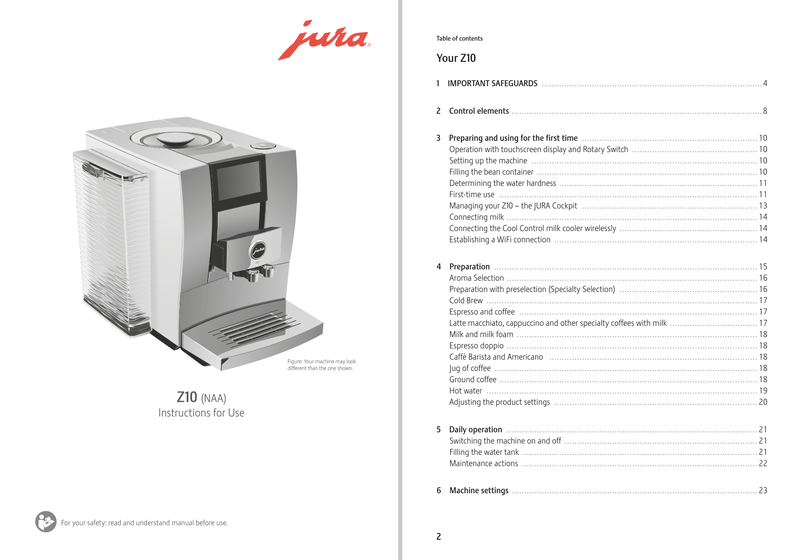 jura
jura
Figure: Your machine may look
different than the one shown.
Z10 (NAA)
Instructions for Use
For your safety: read and understand manual before use.
Table of contents
Your Z10
1 IMPORTANT SAFEGUARDS 4
2 Control elements 8
3 Preparing and using for the first time 10
Operation with touchscreen display and Rotary Switch 10
Setting up the machine 10
Filling the bean container 10
Determining the water hardness 11
First-time use 11
Managing your Z10 – the JURA Cockpit 13
Connecting milk 14
Connecting the Cool Control milk cooler wirelessly 14
Establishing a WiFi connection 14
4 Preparation 15
Aroma Selection 16
Preparation with preselection (Specialty Selection) 16
Cold Brew 17
Espresso and coffee 17
Latte macchiato, cappuccino and other specialty coffees with milk 17
Milk and milk foam 18
Espresso doppio 18
Caffè Barista and Americano 18
Jug of coffee 18
Ground coffee 18
Hot water 19
Adjusting the product settings 20
5 Daily operation 21
Switching the machine on and off 21
Filling the water tank 21
Maintenance actions 22
6 Machine settings 23
2